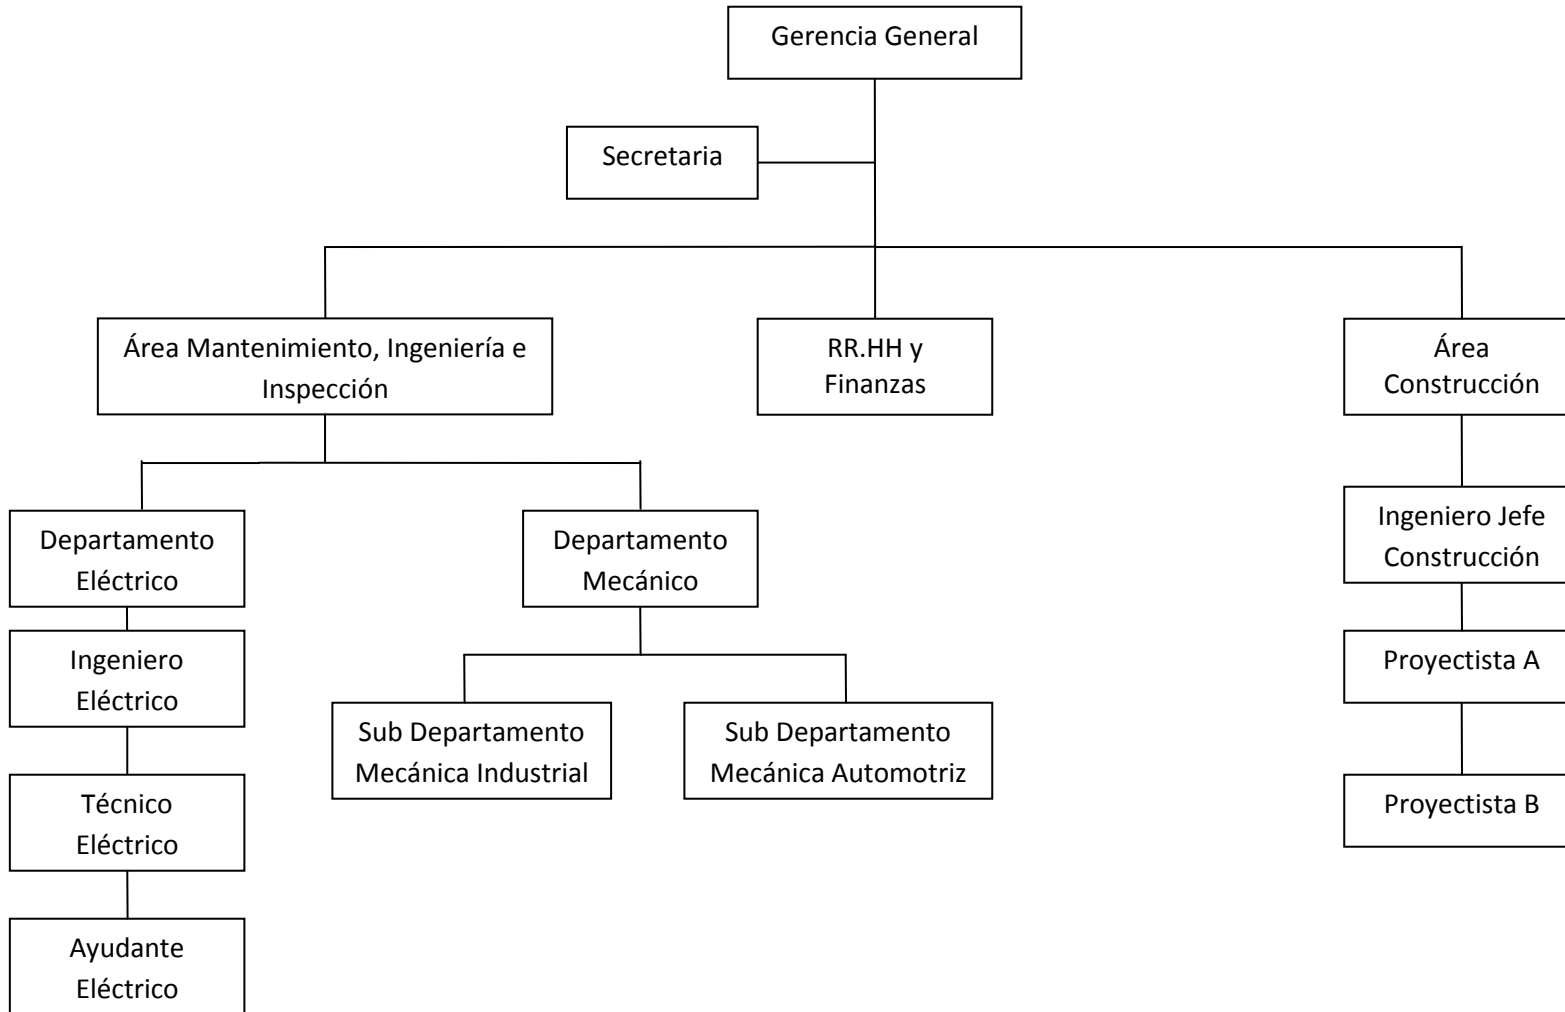 Gerencia General
Secretaria
Área Mantenimiento, Ingeniería e
Inspección
RR.HH y
Finanzas
Área
Construcción
Departamento
Eléctrico
Departamento
Mecánico
Ingeniero Jefe
Construcción
Ingeniero
Eléctrico
Proyectista A
Sub Departamento
Mecánica Industrial
Sub Departamento
Mecánica Automotriz
Técnico
Eléctrico
Proyectista B
Ayudante
Eléctrico